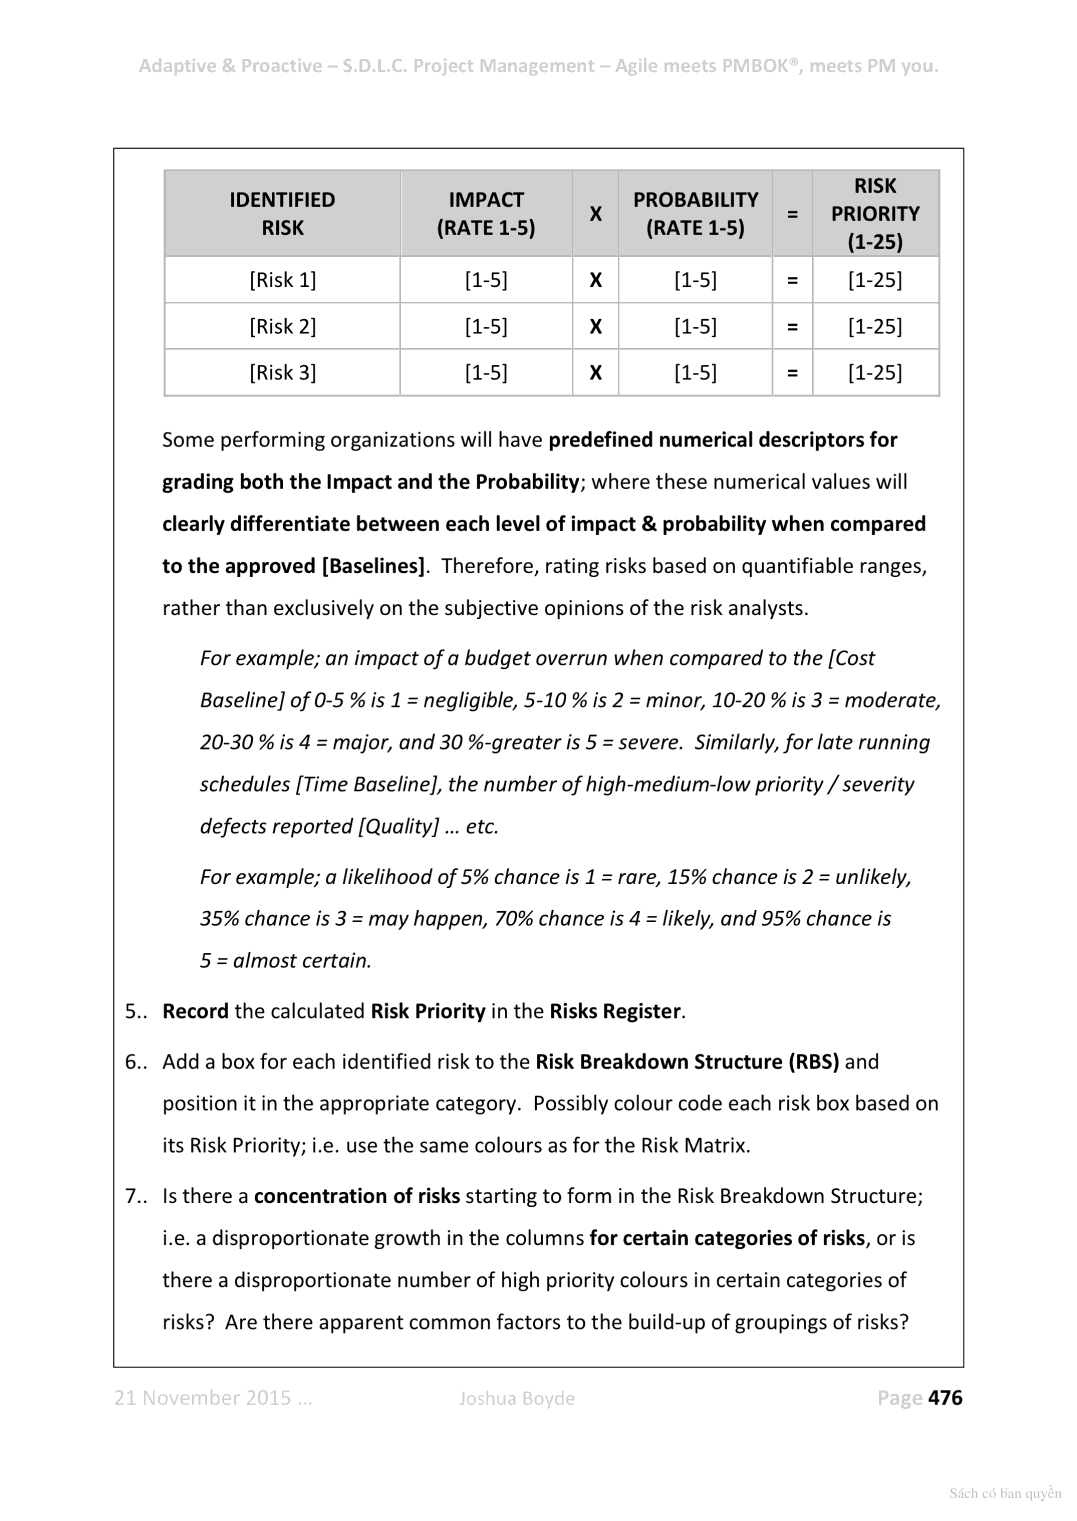 Adaptive & Proactive – S.D.L.C. Project Management – Agile meets PMBOK®, meets PM you.
IDENTIFIED RISK | IMPACT (RATE 1-5) | X | PROBABILITY (RATE 1-5) | = | RISK PRIORITY (1-25)
[Risk 1] | [1-5] | X | [1-5] | = | [1-25]
[Risk 2] | [1-5] | X | [1-5] | = | [1-25]
[Risk 3] | [1-5] | X | [1-5] | = | [1-25]
Some performing organizations will have predefined numerical descriptors for
grading both the Impact and the Probability; where these numerical values will
clearly differentiate between each level of impact & probability when compared
to the approved [Baselines]. Therefore, rating risks based on quantifiable ranges,
rather than exclusively on the subjective opinions of the risk analysts.
For example; an impact of a budget overrun when compared to the [Cost
Baseline] of 0-5 % is 1 = negligible, 5-10 % is 2 = minor, 10-20 % is 3 = moderate,
20-30 % is 4 = major, and 30 %-greater is 5 = severe. Similarly, for late running
schedules [Time Baseline], the number of high-medium-low priority / severity
defects reported [Quality] … etc.
For example; a likelihood of 5% chance is 1 = rare, 15% chance is 2 = unlikely,
35% chance is 3 = may happen, 70% chance is 4 = likely, and 95% chance is
5 = almost certain.
5.. Record the calculated Risk Priority in the Risks Register.
6.. Add a box for each identified risk to the Risk Breakdown Structure (RBS) and
position it in the appropriate category. Possibly colour code each risk box based on
its Risk Priority; i.e. use the same colours as for the Risk Matrix.
7.. Is there a concentration of risks starting to form in the Risk Breakdown Structure;
i.e. a disproportionate growth in the columns for certain categories of risks, or is
there a disproportionate number of high priority colours in certain categories of
risks? Are there apparent common factors to the build-up of groupings of risks?
21 November 2015 … Joshua Boyde Page 476
Sách có bản quyền